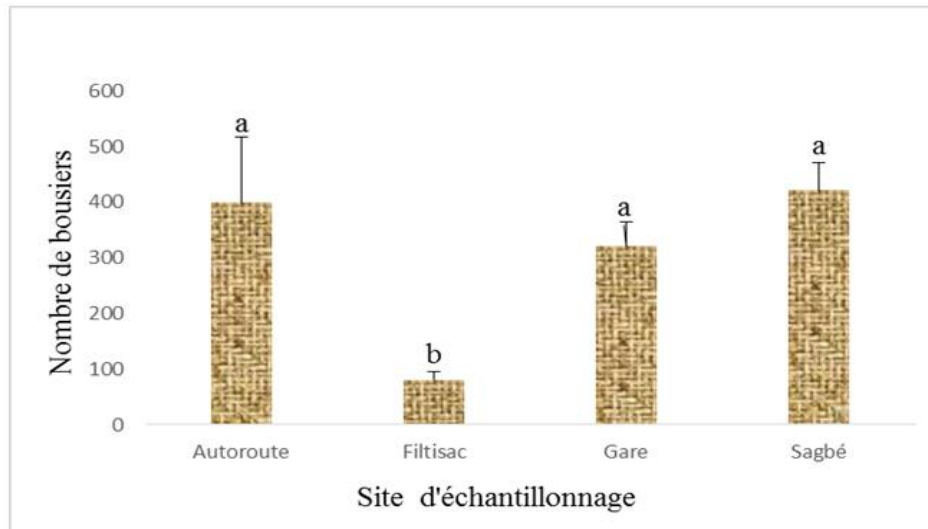 Nombre de bousiers
600
500
400
300
200
100
0
a
b
a
a
Autoroute
Filtisac
Gare
Sagbé
Site d'échantillonnage